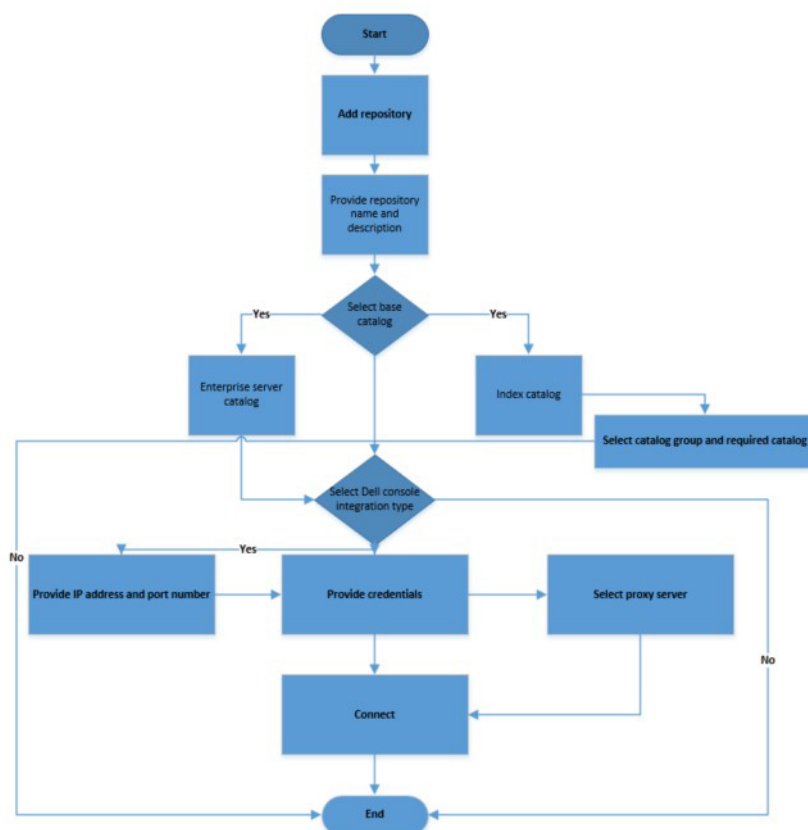 Start
Add repository
Provide repository
name and
description
Select base
catalog
Yes
Yes
Enterprise server
catalog
Index catalog
Select catalog group and required catalog
Select Dell console
integration type
No
Yes
Provide IP address and port number
Provide credentials
Select proxy server
No
Connect
End